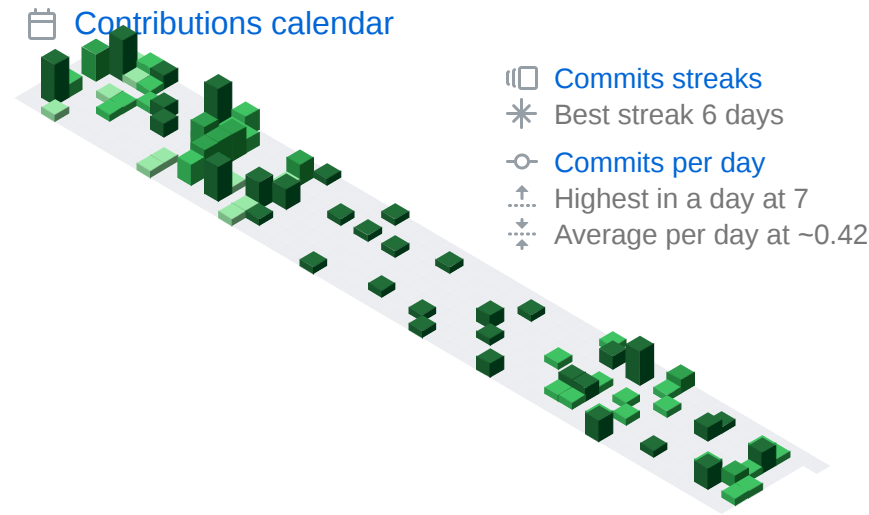 Contributions calendar
Commits streaks
Best streak 6 days
Commits per day
Highest in a day at 7
Average per day at ~0.42